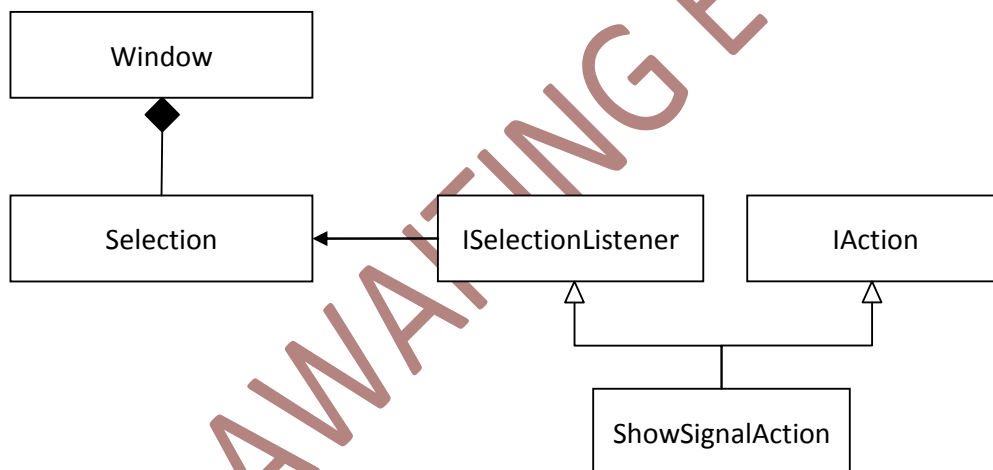 Window
Selection
ISelectionListener
IAction
ShowSignalAction
AWAITING